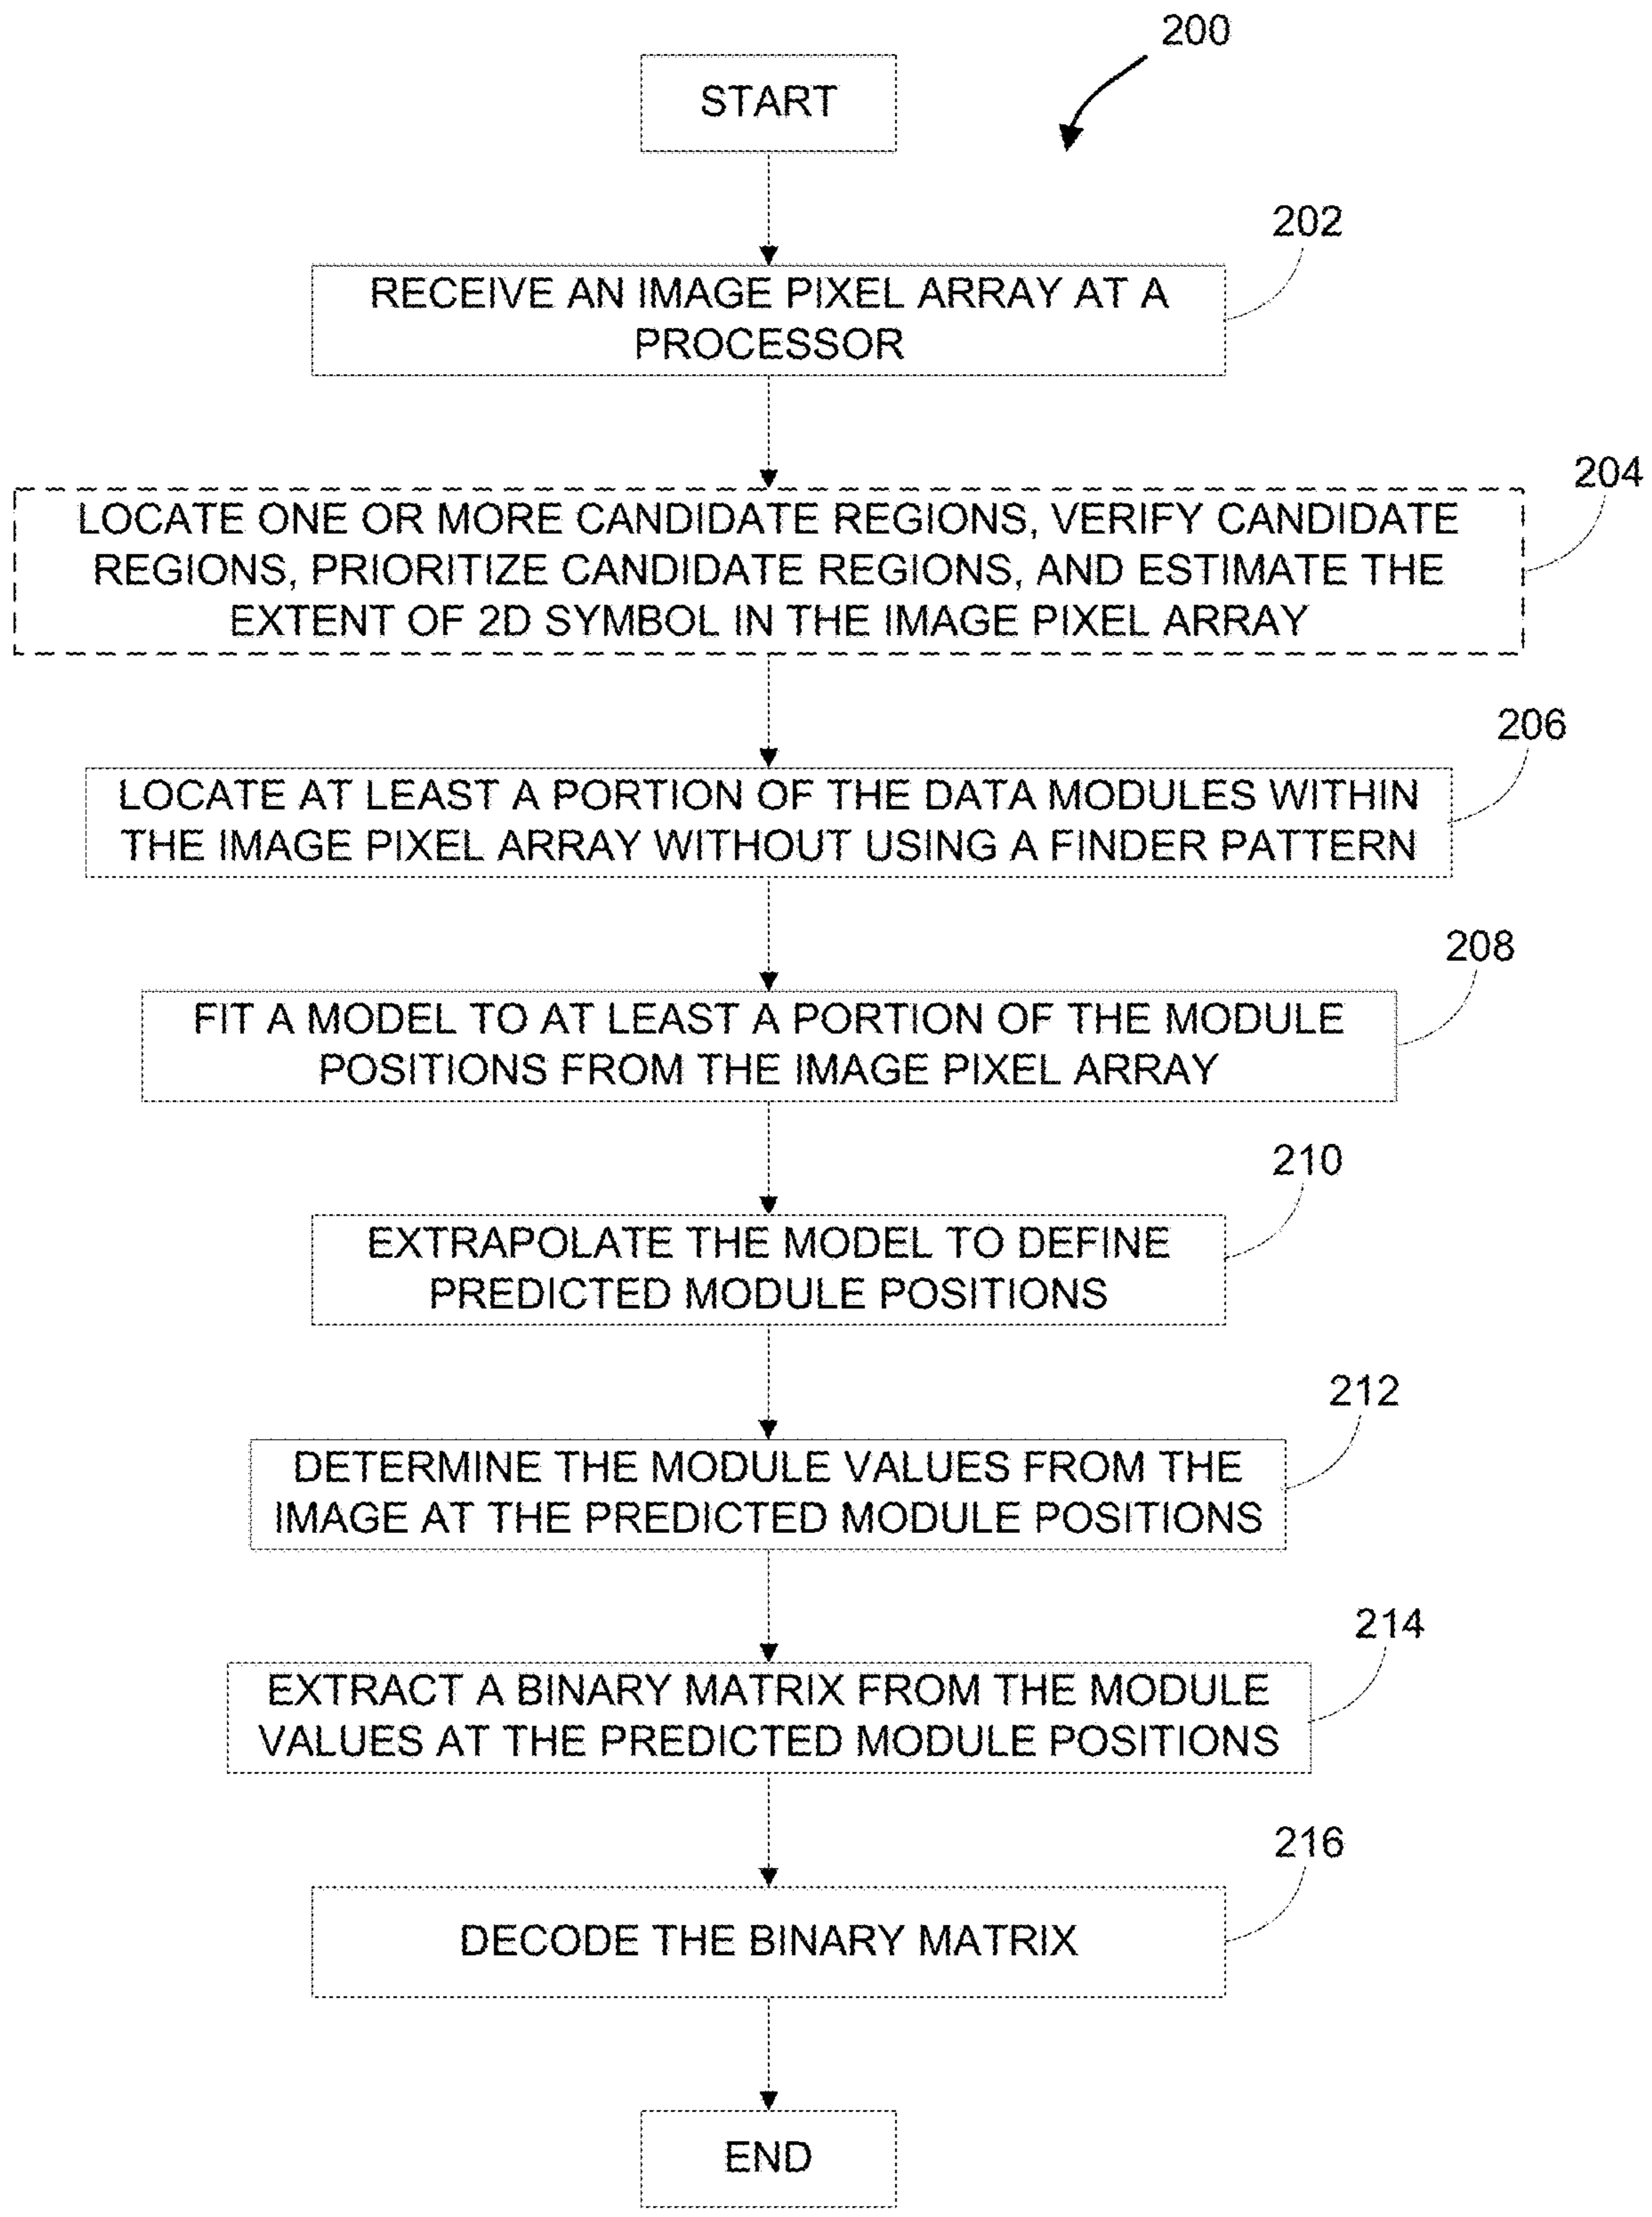 200
START
202
RECEIVE AN IMAGE PIXEL ARRAY AT A
PROCESSOR
204
LOCATE ONE OR MORE CANDIDATE REGIONS, VERIFY CANDIDATE
REGIONS, PRIORITIZE CANDIDATE REGIONS, AND ESTIMATE THE
EXTENT OF 2D SYMBOL IN THE IMAGE PIXEL ARRAY
206
LOCATE AT LEAST A PORTION OF THE DATA MODULES WITHIN
THE IMAGE PIXEL ARRAY WITHOUT USING A FINDER PATTERN
208
FIT A MODEL TO AT LEAST A PORTION OF THE MODULE
POSITIONS FROM THE IMAGE PIXEL ARRAY
210
EXTRAPOLATE THE MODEL TO DEFINE
PREDICTED MODULE POSITIONS
212
DETERMINE THE MODULE VALUES FROM THE
IMAGE AT THE PREDICTED MODULE POSITIONS
214
EXTRACT A BINARY MATRIX FROM THE MODULE
VALUES AT THE PREDICTED MODULE POSITIONS
216
DECODE THE BINARY MATRIX
END